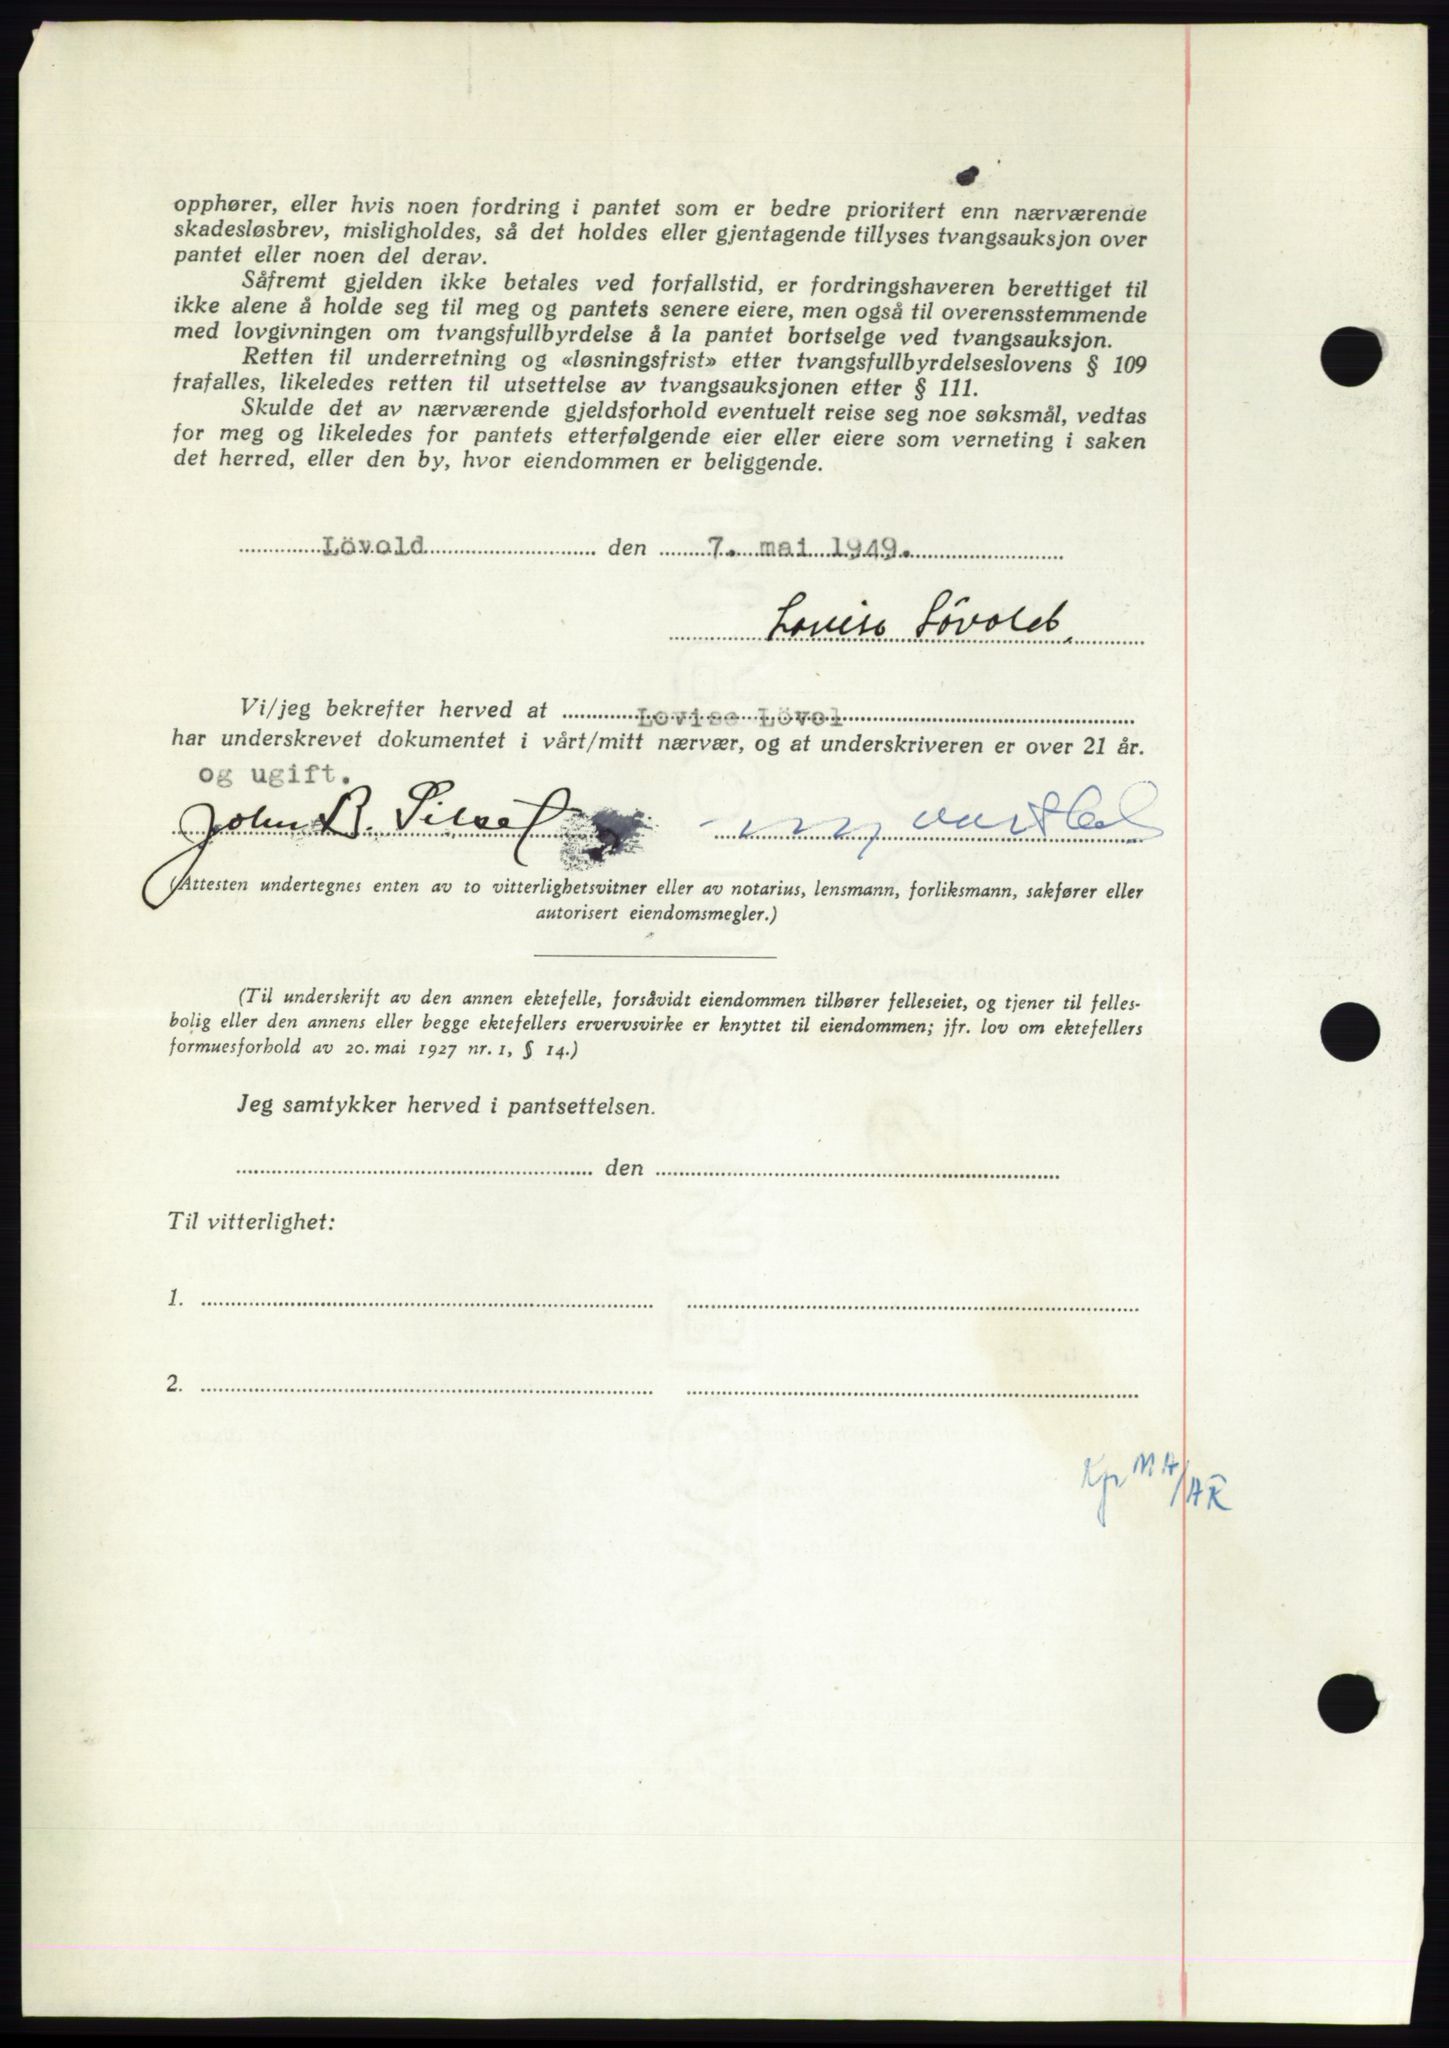 opphører, eller hvis noen fordring i pantet som er bedre prioritert enn nærværende
skadesløsbrev, misligholdes, så det holdes eller gjentagende tillyses tvangsauksjon over
pantet eller noen del derav.
Såfremt gjelden ikke betales ved forfallstid, er fordringshaveren berettiget til
ikke alene å holde seg til meg og pantets senere eiere, men også til overensstemmende
med lovgivningen om tvangsfullbyrdelse å la pantet bortselge ved tvangsauksjon.
Retten til underretning og «løsningsfrist» etter tvangsfullbyrdelseslovens § 109
frafalles, likeledes retten til utsettelse av tvangsauksjonen etter § 111.
Skulde det av nærværende gjeldsforhold eventuelt reise seg noe søksmål, vedtas
for meg og likeledes for pantets etterfølgende eier eller eiere som verneting i saken
det herred, eller den by, hvor eiendommen er beliggende.
Lövold den 7. mai 1949.
Lovise Lövold
Vi/jeg bekrefter herved at Lovise Lövol
har underskrevet dokumentet i vårt/mitt nærvær, og at underskriveren er over 21 år.
og ugift.
John B. Silset
(Attesten undertegnes enten av to vitterlighetsvitner eller av notarius, lensmann, forliksmann, sakfører eller
autorisert eiendomsmegler.)
(Til underskrift av den annen ektefelle, forsåvidt eiendommen tilhører felleseiet, og tjener til felles-
bolig eller den annens eller begge ektefellers ervervsvirke er knyttet til eiendommen; jfr. lov om ektefellers
formuesforhold av 20. mai 1927 nr. 1, § 14.)
Jeg samtykker herved i pantsettelsen.
den
Til vitterlighet:
1.
2.